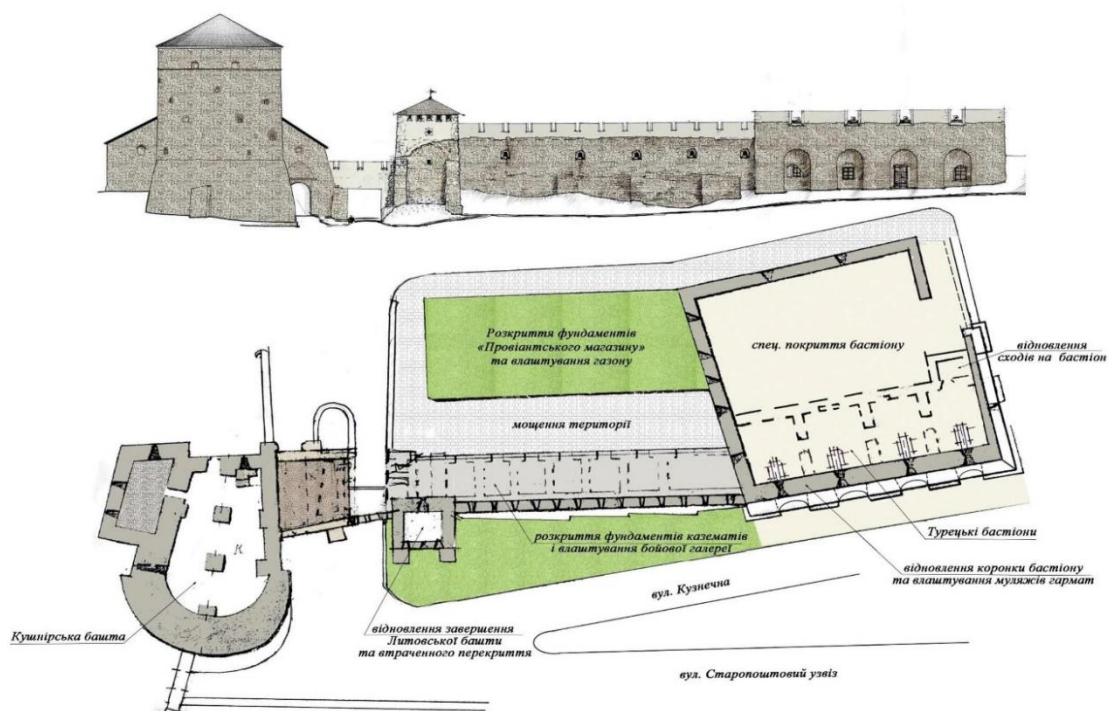 Розкриття фундаментів
«Провіантського магазину»
та влаштування газону
спец. покриття бастіону
відновлення
сходів на бастіон
мощення території
розкриття фундаментів казематів
і влаштування бойової галереї
Турецькі бастіони
відновлення коронки бастіону
та влаштування муляжів гармат
вул. Кузнечна
Кушнірська башта
відновлення завершення
Литовської башти
та втраченного перекриття
вул. Старопоштовий узвіз